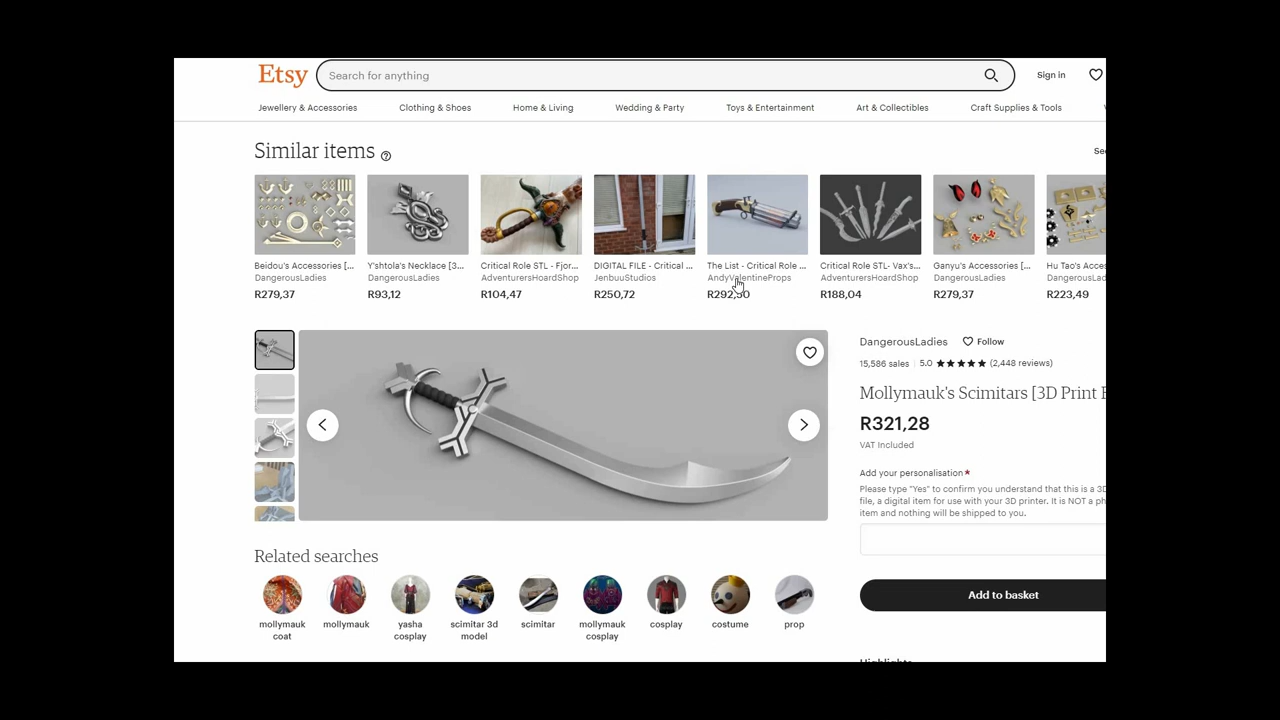 Etsy
Search for anything
Sign in
Jewellery & Accessories
Clothing & Shoes
Home & Living
Wedding & Party
Toys & Entertainment
Art & Collectibles
Craft Supplies & Tools
Similar items
Beidou's Accessories [...
DangerousLadies
R279,37
Y'shtola's Necklace [3...
DangerousLadies
R93,12
Critical Role STL - Fjor...
AdventurersHoardShop
R104,47
DIGITAL FILE - Critical ...
JenbuuStudios
R250,72
The List - Critical Role ...
AndyValentineProps
R292,50
Critical Role STL- Vax's...
AdventurersHoardShop
R188,04
Ganyu's Accessories [...
DangerousLadies
R279,37
Hu Tao's Acces
DangerousLadies
R223,49
DangerousLadies
Follow
15,586 sales 5.0 ★★★★★ (2,448 reviews)
Mollymauk's Scimitars [3D Print
R321,28
VAT Included
Add your personalisation*
Please type "Yes" to confirm you understand that this is a 3D
file, a digital item for use with your 3D printer. It is NOT a ph
item and nothing will be shipped to you.
Add to basket
Related searches
mollymauk
coat
mollymauk
yasha
cosplay
scimitar 3d
model
scimitar
mollymauk
cosplay
cosplay
costume
prop